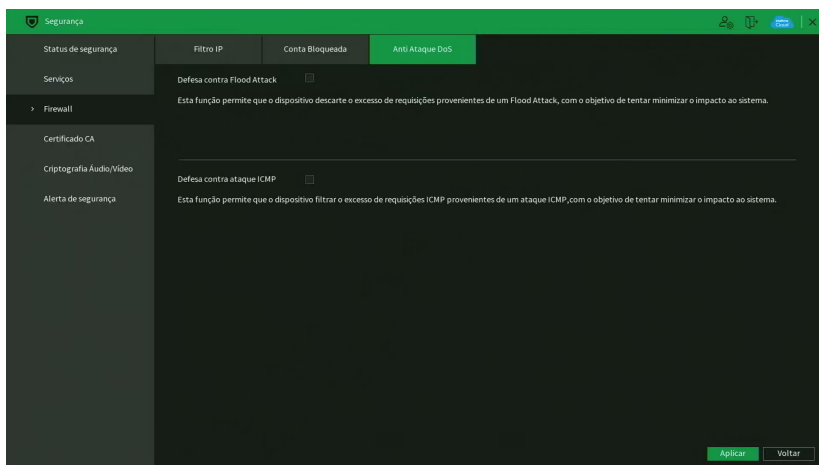 Segurança
Cloud
Status de segurança
Serviços
Firewall
Certificado CA
Criptografia Áudio/Vídeo
Alerta de segurança
Filtro IP
Conta Bloqueada
Anti Ataque DoS
Defesa contra Flood Attack
Esta função permite que o dispositivo descarte o excesso de requisições provenientes de um Flood Attack, com o objetivo de tentar minimizar o impacto ao sistema.
Defesa contra ataque ICMP
Esta função permite que o dispositivo filtrar o excesso de requisições ICMP provenientes de um ataque ICMP,com o objetivo de tentar minimizar o impacto ao sistema.
Aplicar
Voltar